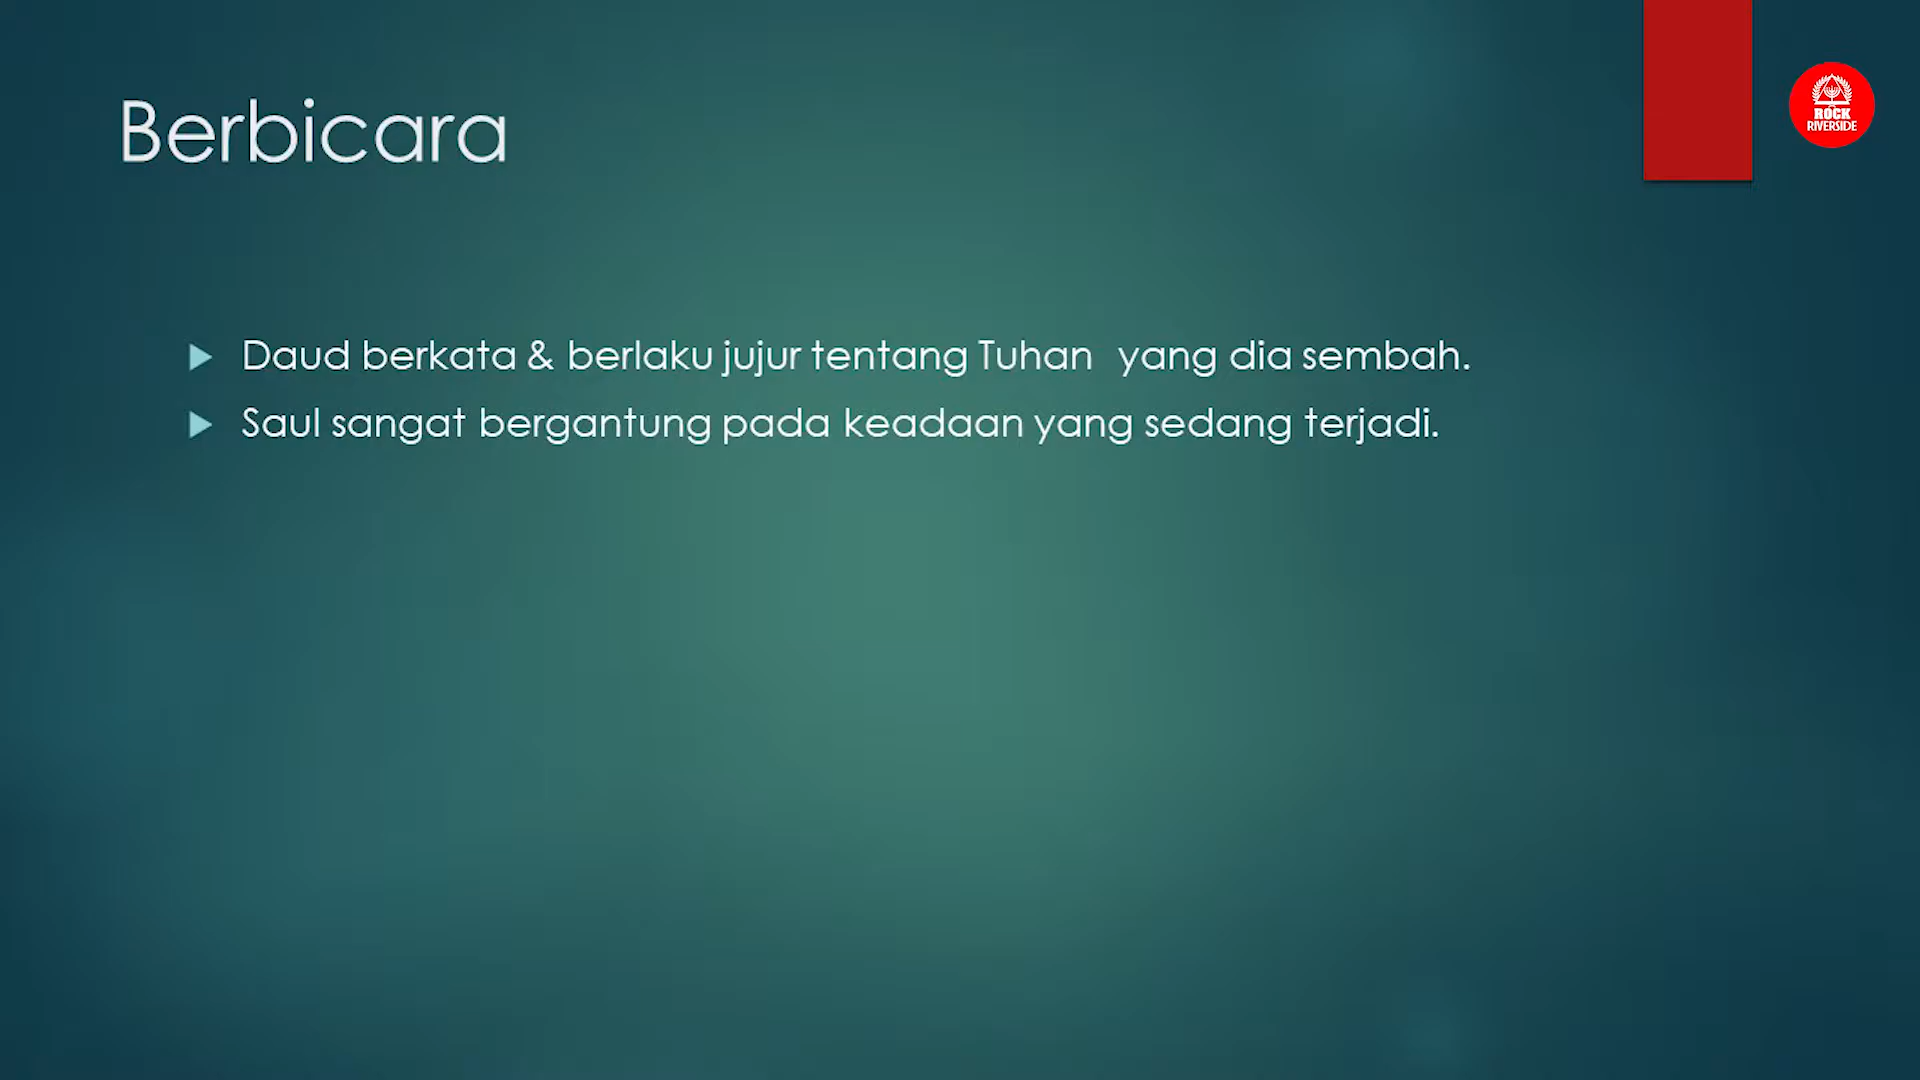 Berbicara
ROCK
RIVERSIDE
Daud berkata & berlaku jujur tentang Tuhan  yang dia sembah.
Saul sangat bergantung pada keadaan yang sedang terjadi.